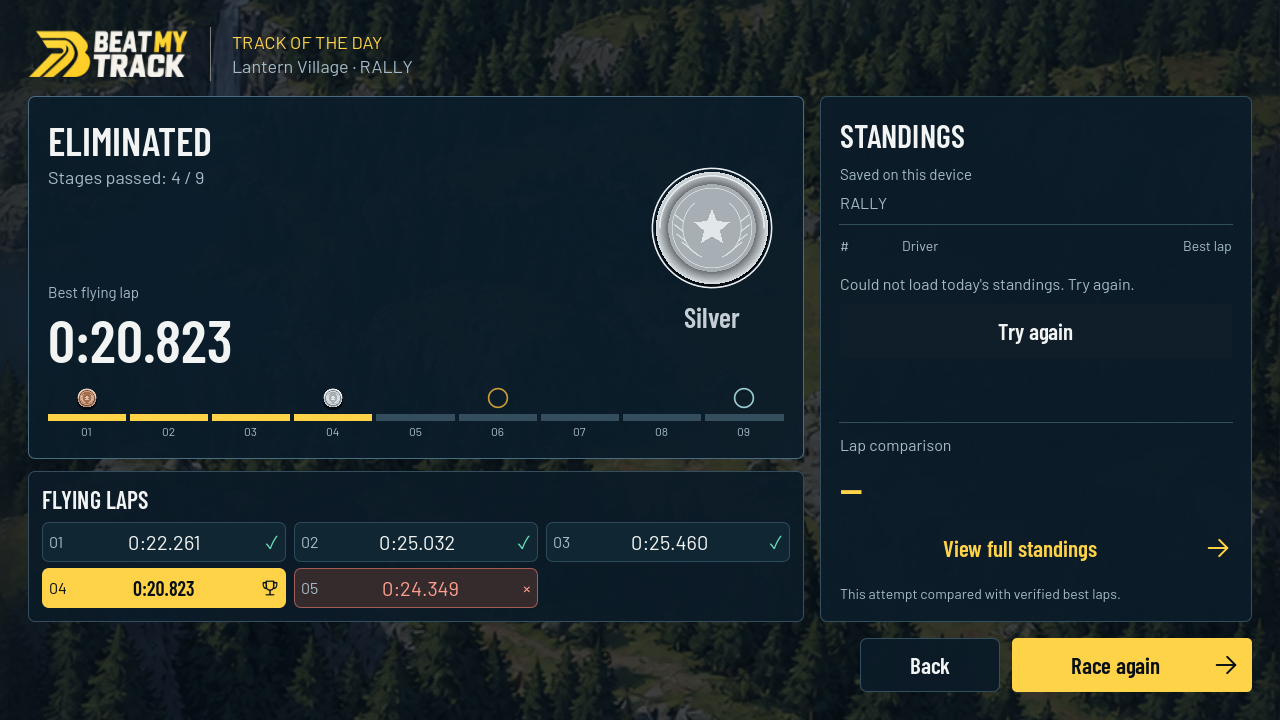 BEAT MY
TRACK
TRACK OF THE DAY
Lantern Village · RALLY
ELIMINATED
Stages passed: 4 / 9
Silver
Best flying lap
0:20.823
01 02 03 04 05 06 07 08 09
FLYING LAPS
01 0:22.261 ✓ 02 0:25.032 ✓ 03 0:25.460 ✓
04 0:20.823 05 0:24.349 ×
STANDINGS
Saved on this device
RALLY
# Driver Best lap
Could not load today's standings. Try again.
Try again
Lap comparison
–
View full standings →
This attempt compared with verified best laps.
Back Race again →